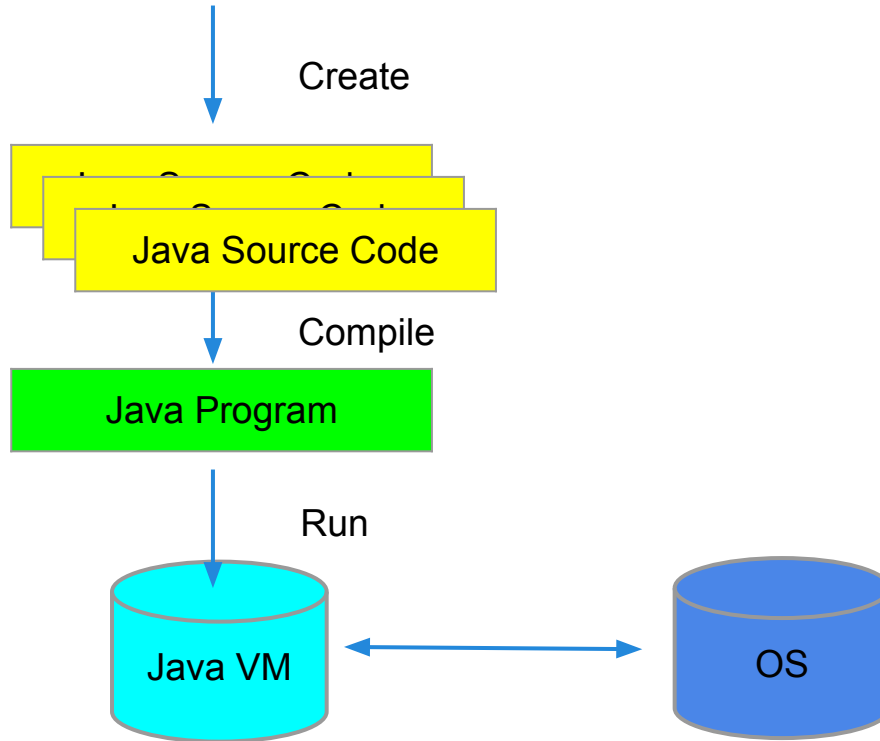 Create
Java Source Code
Compile
Java Program
Run
Java VM
OS